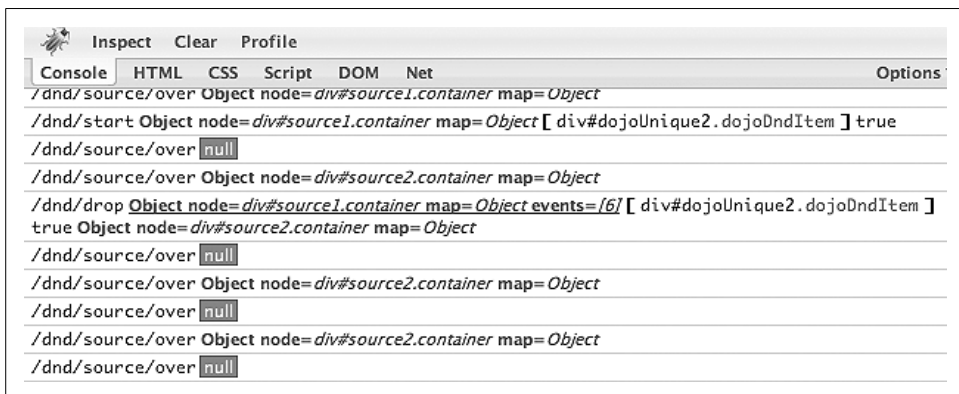 Inspect Clear Profile
Console HTML CSS Script DOM Net Options
/dnd/source/over Object node=div#source1.container map=Object
/dnd/start Object node=div#source1.container map=Object [ div#dojoUnique2.dojoDndItem ] true
/dnd/source/over null
/dnd/source/over Object node=div#source2.container map=Object
/dnd/drop Object node=div#source1.container map=Object events=[6] [ div#dojoUnique2.dojoDndItem ]
true Object node=div#source2.container map=Object
/dnd/source/over null
/dnd/source/over Object node=div#source2.container map=Object
/dnd/source/over null
/dnd/source/over Object node=div#source2.container map=Object
/dnd/source/over null